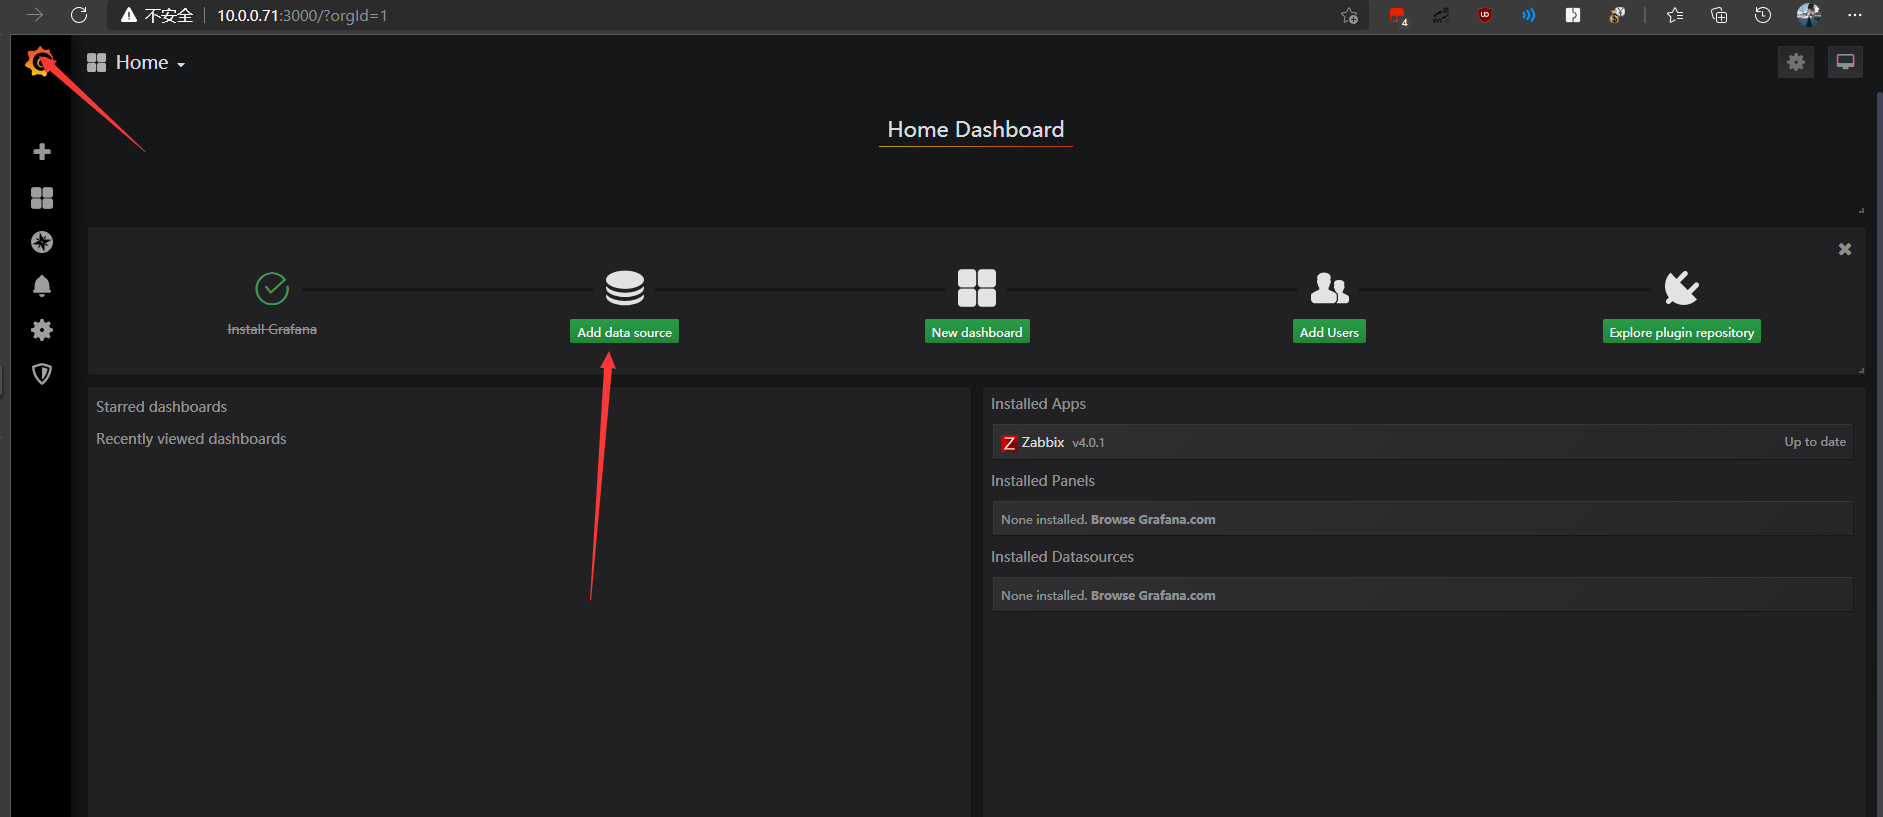 不安全 10.0.0.71:3000/?orgId=1
4
Home
Home Dashboard
Install Grafana
Add data source
New dashboard
Add Users
Explore plugin repository
Starred dashboards
Recently viewed dashboards
Installed Apps
Z Zabbix v4.0.1 Up to date
Installed Panels
None installed. Browse Grafana.com
Installed Datasources
None installed. Browse Grafana.com